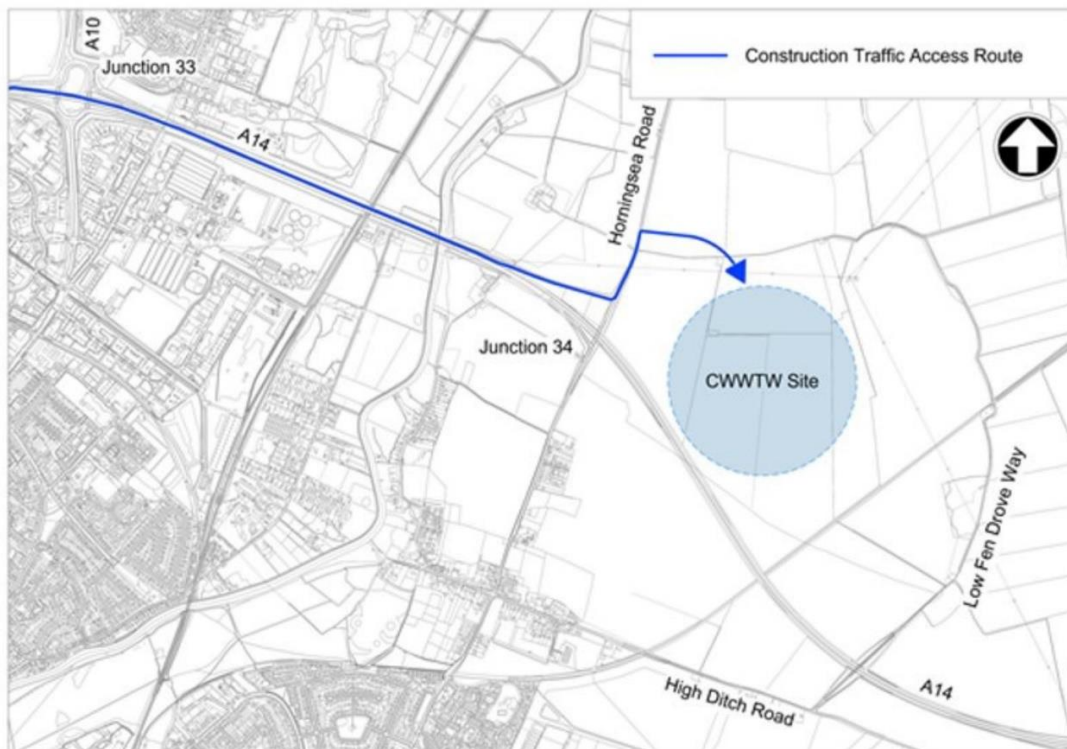 A10
Junction 33
Construction Traffic Access Route
A14
Horningsea Road
Junction 34
CWWTW Site
Low Fen Drove Way
High Ditch Road
A14